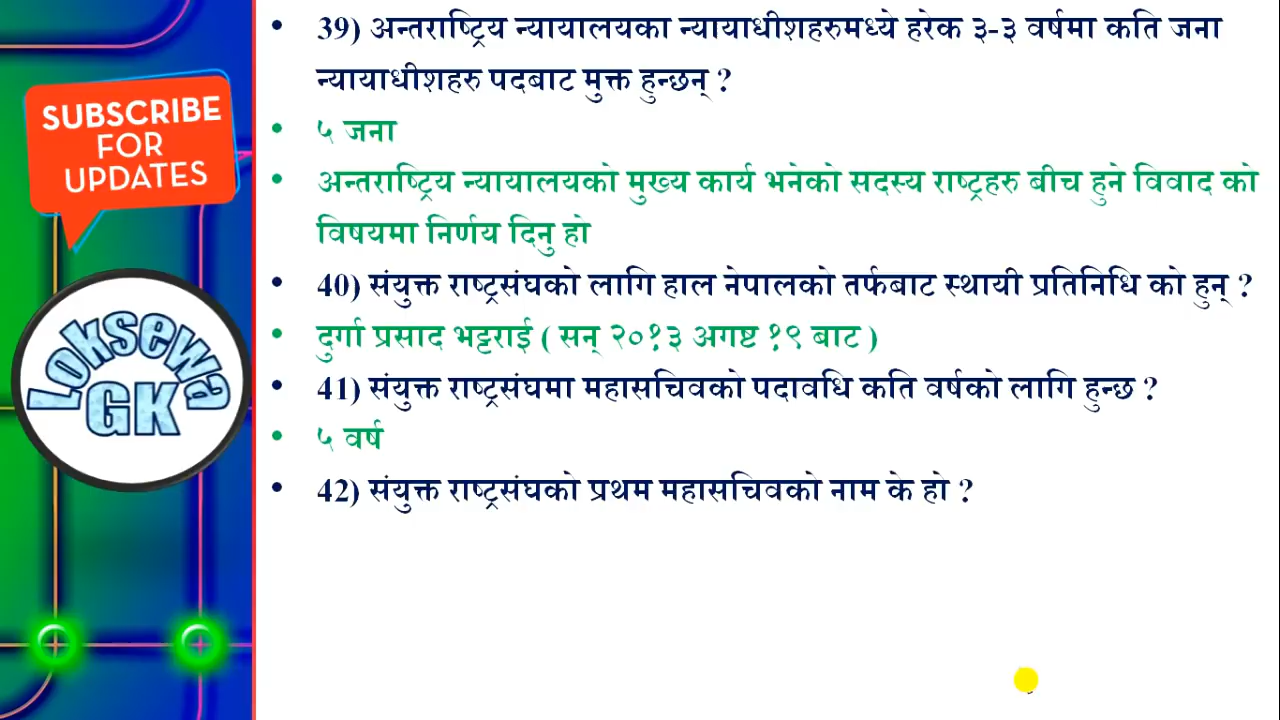 SUBSCRIBE
FOR
UPDATES
Loksewa
GK
• 39) अन्तराष्ट्रिय न्यायालयका न्यायाधीशहरुमध्ये हरेक ३-३ वर्षमा कति जना
न्यायाधीशहरु पदबाट मुक्त हुन्छन् ?
• ५ जना
• अन्तराष्ट्रिय न्यायालयको मुख्य कार्य भनेको सदस्य राष्ट्रहरु बीच हुने विवाद को
विषयमा निर्णय दिनु हो
• 40) संयुक्त राष्ट्रसंघको लागि हाल नेपालको तर्फबाट स्थायी प्रतिनिधि को हुन् ?
• दुर्गा प्रसाद भट्टराई ( सन् २०१३ अगष्ट १९ बाट )
• 41) संयुक्त राष्ट्रसंघमा महासचिवको पदावधि कति वर्षको लागि हुन्छ ?
• ५ वर्ष
• 42) संयुक्त राष्ट्रसंघको प्रथम महासचिवको नाम के हो ?